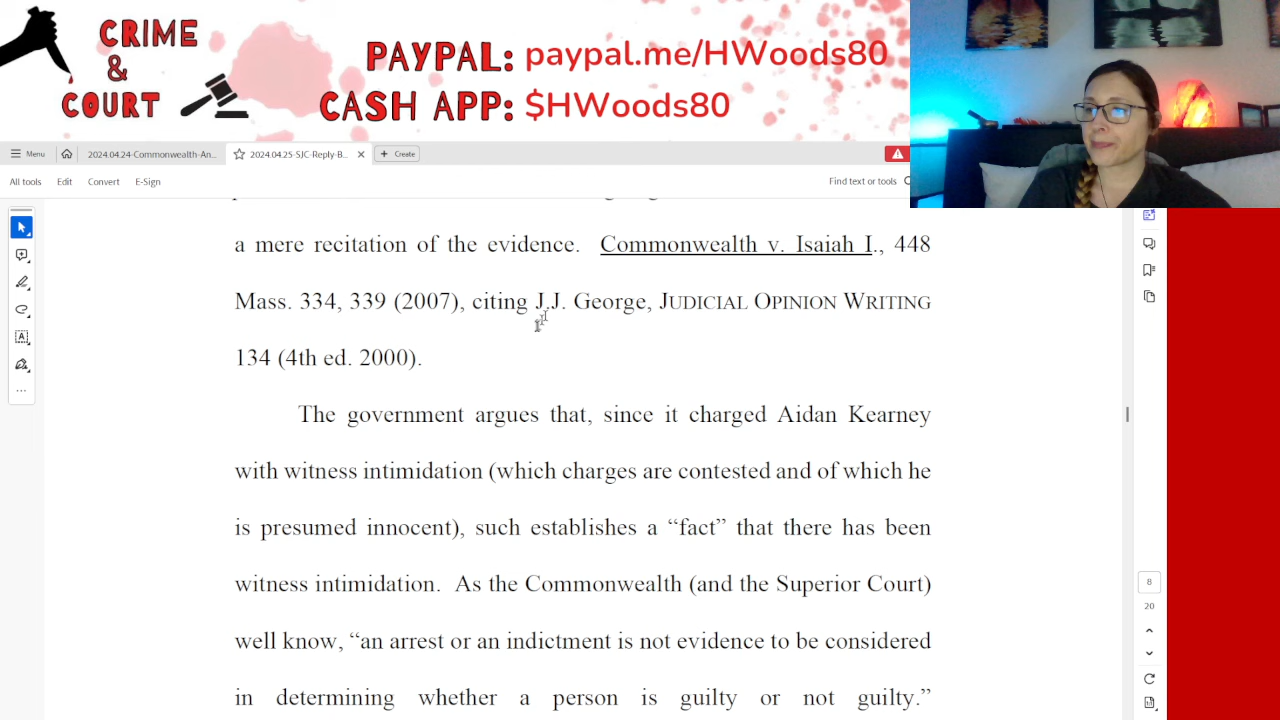 CRIME
&
COURT
PAYPAL: paypal.me/HWoods80
CASH APP: $HWoods80
Menu
2024.04.24-Commonwealth-An...
2024.04.25-SJC-Reply-B...
Create
All tools
Edit
Convert
E-Sign
Find text or tools
a mere recitation of the evidence. Commonwealth v. Isaiah I., 448
Mass. 334, 339 (2007), citing J.J. George, JUDICIAL OPINION WRITING
134 (4th ed. 2000).
The government argues that, since it charged Aidan Kearney
with witness intimidation (which charges are contested and of which he
is presumed innocent), such establishes a “fact” that there has been
witness intimidation. As the Commonwealth (and the Superior Court)
well know, “an arrest or an indictment is not evidence to be considered
in determining whether a person is guilty or not guilty.”
8
20